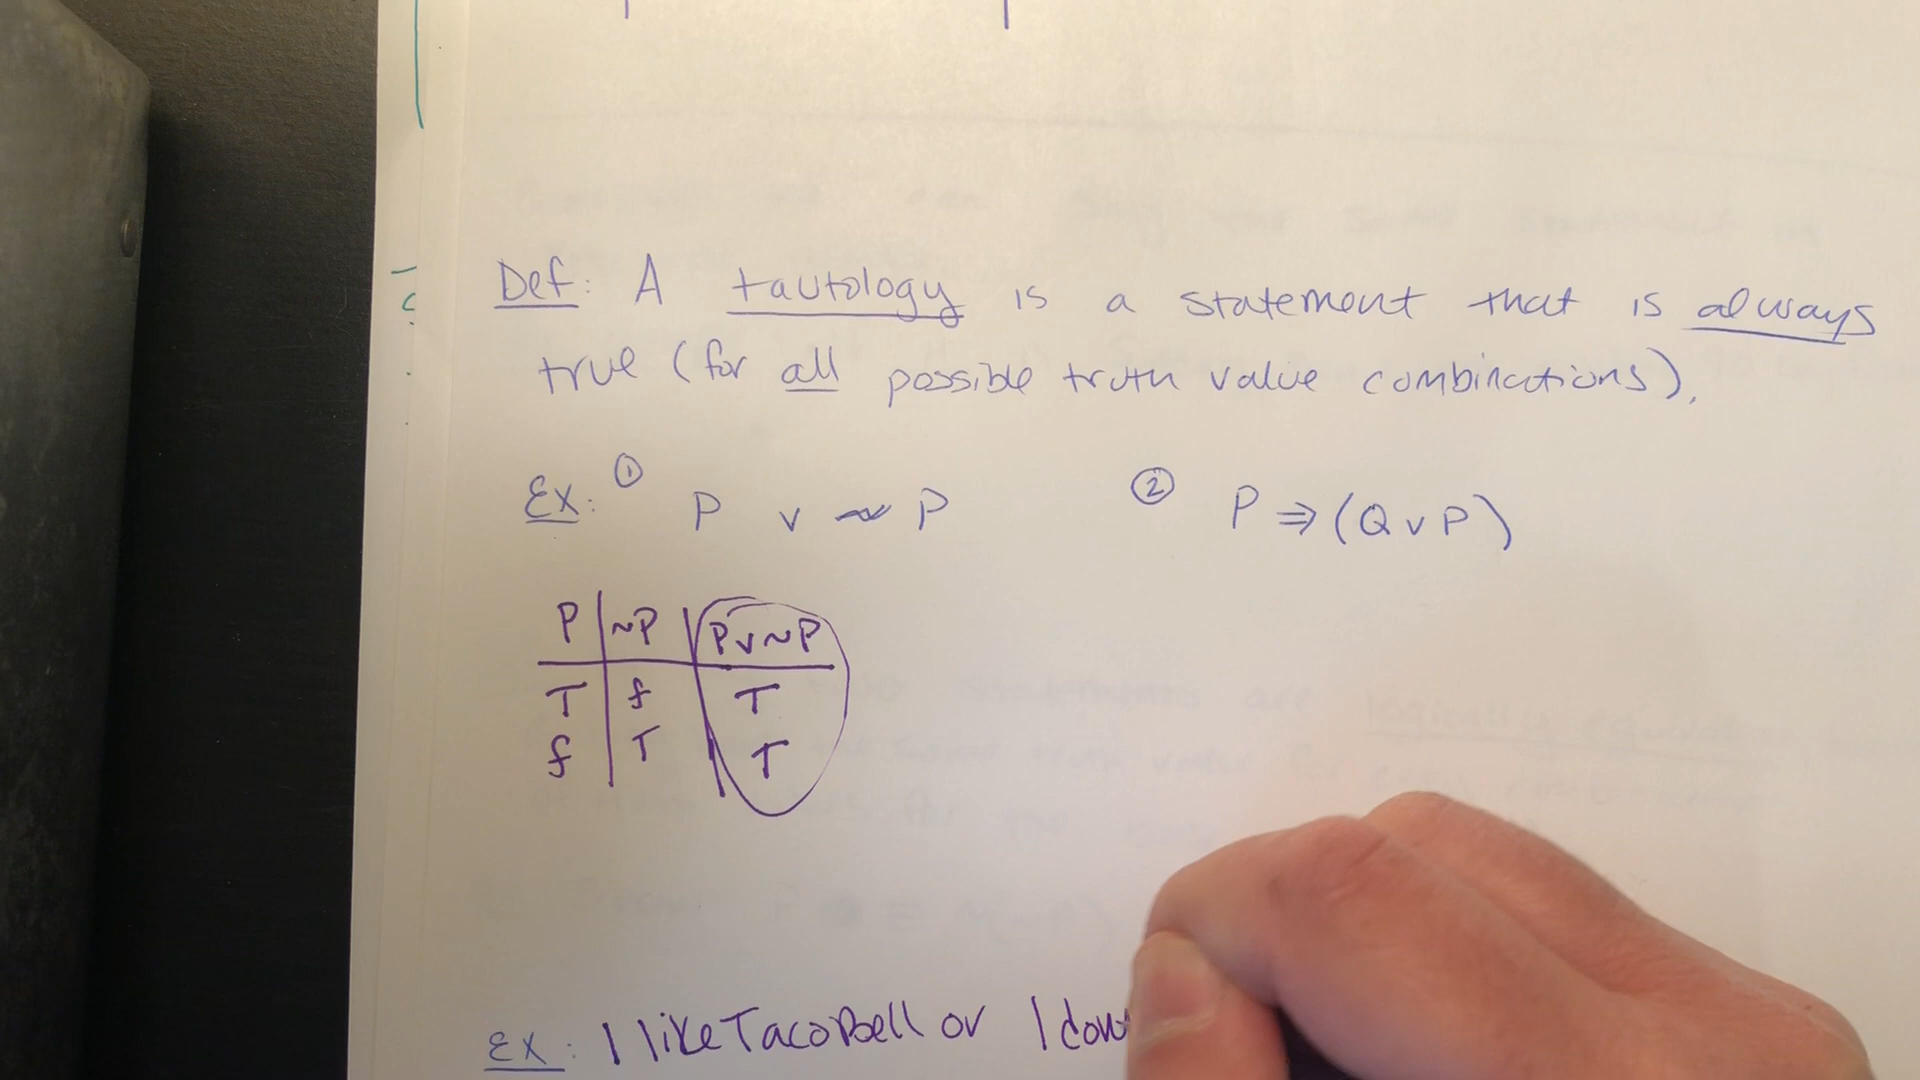 Def: A tautology is a statement that is always
true (for all possible truth value combinations).
Ex: ① P ∨ ~P ② P ⇒ (Q ∨ P)
P ~P P∨~P
T f T
f T T
Ex: I like Taco Bell or I don